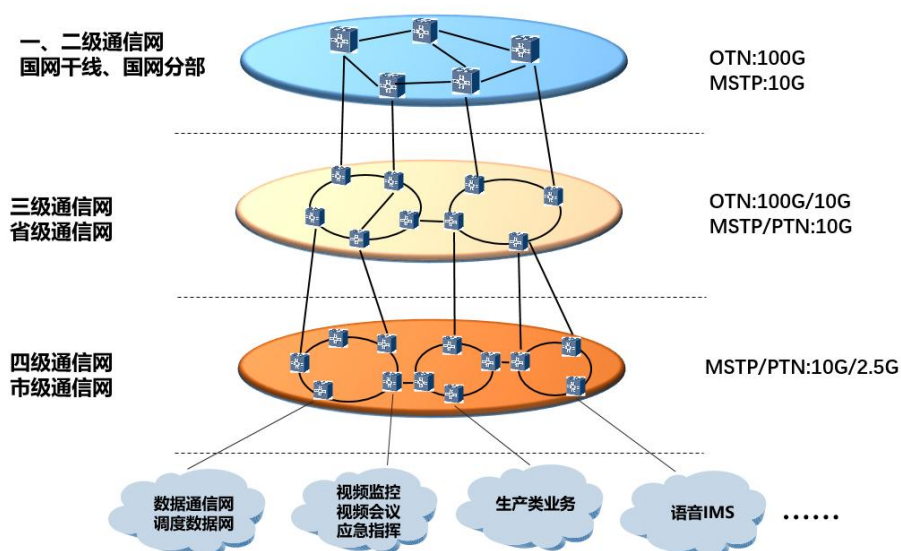 一、二级通信网
国网干线、国网分部
OTN:100G
MSTP:10G
三级通信网
省级通信网
OTN:100G/10G
MSTP/PTN:10G
四级通信网
市级通信网
MSTP/PTN:10G/2.5G
数据通信网
调度数据网
视频监控
视频会议
应急指挥
生产类业务
语音IMS
……